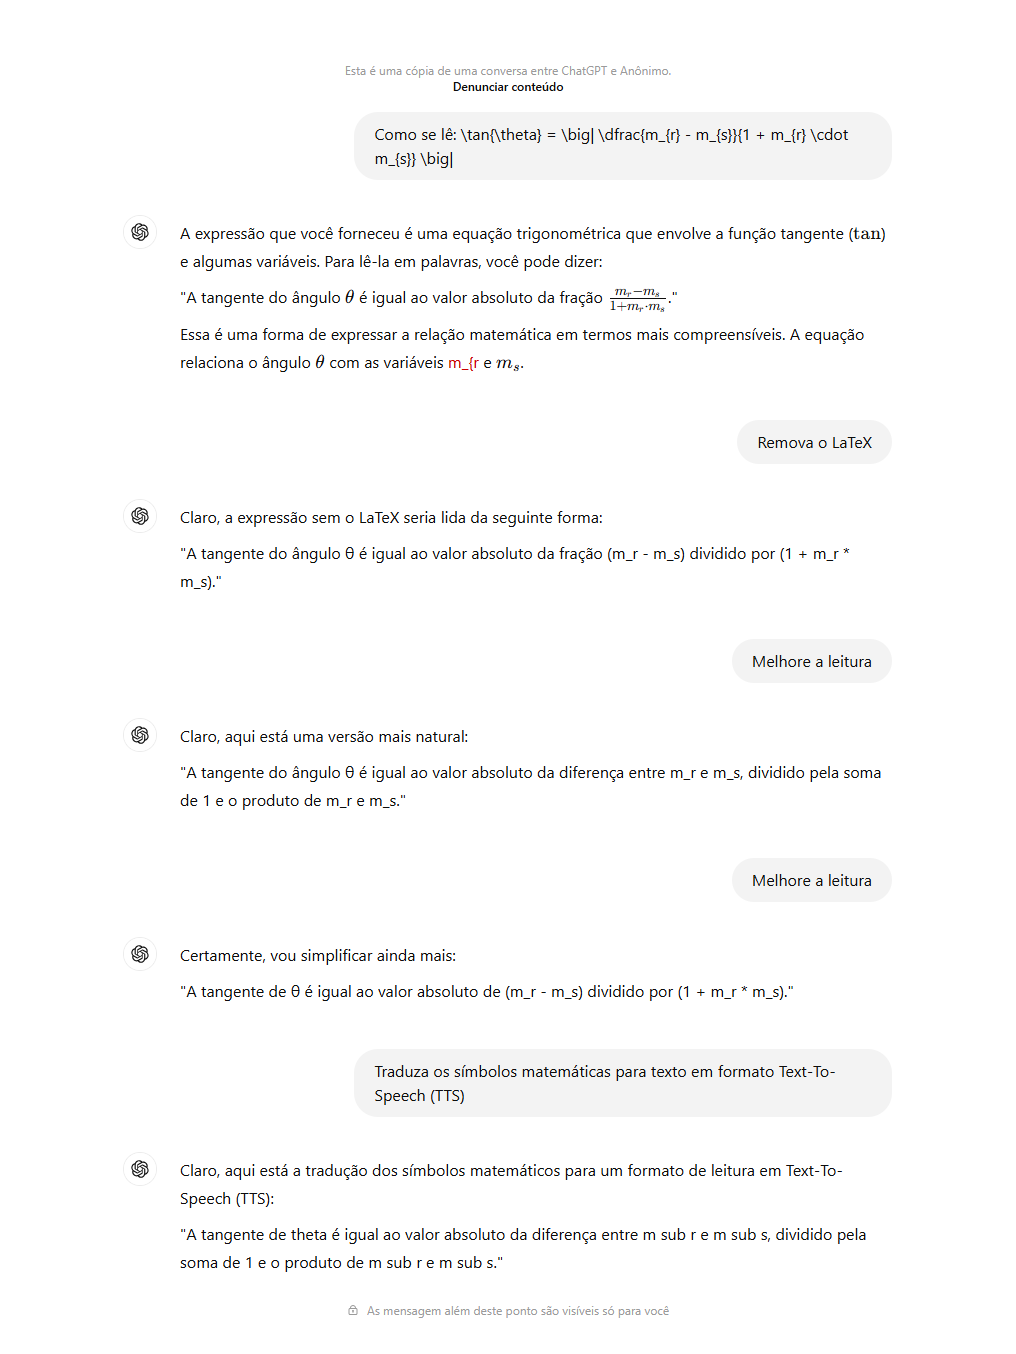 Esta é uma cópia de uma conversa entre ChatGPT e Anônimo.
Denunciar conteúdo
Como se lê: \tan{\theta} = \big| \dfrac{m_{r} - m_{s}}{1 + m_{r} \cdot
m_{s}} \big|
A expressão que você forneceu é uma equação trigonométrica que envolve a função tangente (tan)
e algumas variáveis. Para lê-la em palavras, você pode dizer:
"A tangente do ângulo θ é igual ao valor absoluto da fração \frac{m_r-m_s}{1+m_r·m_s}."
Essa é uma forma de expressar a relação matemática em termos mais compreensíveis. A equação
relaciona o ângulo θ com as variáveis m_{r e m_s.
Remova o LaTeX
Claro, a expressão sem o LaTeX seria lida da seguinte forma:
"A tangente do ângulo θ é igual ao valor absoluto da fração (m_r - m_s) dividido por (1 + m_r *
m_s)."
Melhore a leitura
Claro, aqui está uma versão mais natural:
"A tangente do ângulo θ é igual ao valor absoluto da diferença entre m_r e m_s, dividido pela soma
de 1 e o produto de m_r e m_s."
Melhore a leitura
Certamente, vou simplificar ainda mais:
"A tangente de θ é igual ao valor absoluto de (m_r - m_s) dividido por (1 + m_r * m_s)."
Traduza os símbolos matemáticas para texto em formato Text-To-
Speech (TTS)
Claro, aqui está a tradução dos símbolos matemáticos para um formato de leitura em Text-To-
Speech (TTS):
"A tangente de theta é igual ao valor absoluto da diferença entre m sub r e m sub s, dividido pela
soma de 1 e o produto de m sub r e m sub s."
As mensagem além deste ponto são visíveis só para você